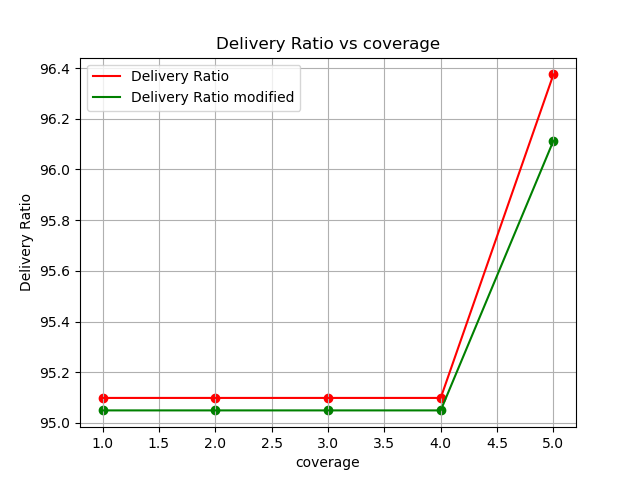 Delivery Ratio vs coverage
Delivery Ratio
Delivery Ratio modified
96.4
96.2
96.0
95.8
95.6
95.4
95.2
95.0
Delivery Ratio
1.0 1.5 2.0 2.5 3.0 3.5 4.0 4.5 5.0
coverage